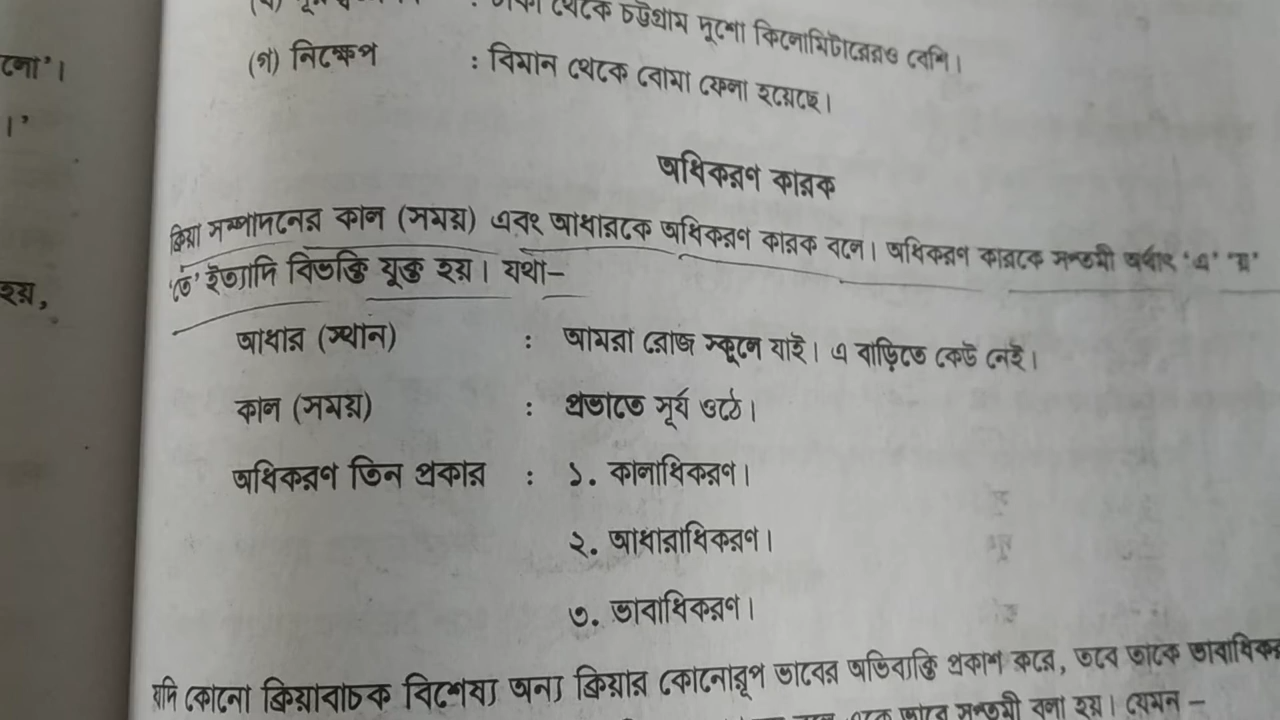 থেকে চট্টগ্রাম দুশো কিলোমিটারেরও বেশি।
(গ) নিক্ষেপ : বিমান থেকে বোমা ফেলা হয়েছে।
অধিকরণ কারক
ক্রিয়া সম্পাদনের কাল (সময়) এবং আধারকে অধিকরণ কারক বলে। অধিকরণ কারকে সপ্তমী অর্থাৎ 'এ' 'য়'
'তে' ইত্যাদি বিভক্তি যুক্ত হয়। যথা–
আধার (স্থান) : আমরা রোজ স্কুলে যাই। এ বাড়িতে কেউ নেই।
কাল (সময়) : প্রভাতে সূর্য ওঠে।
অধিকরণ তিন প্রকার : ১. কালাধিকরণ।
২. আধারাধিকরণ।
৩. ভাবাধিকরণ।
যদি কোনো ক্রিয়াবাচক বিশেষ্য অন্য ক্রিয়ার কোনোরূপ ভাবের অভিব্যক্তি প্রকাশ করে, তবে তাকে
একে ভাবে সপ্তমী বলা হয়। যেমন –
হয়,